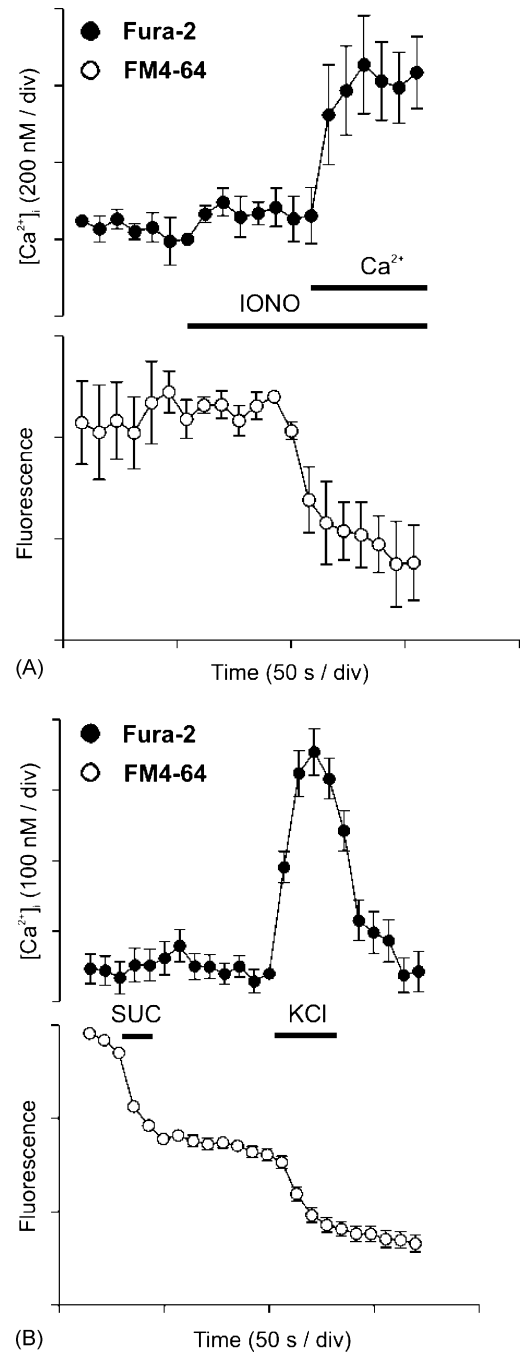 Fura-2
FM4-64
[Ca²⁺]ᵢ (200 nM / div)
Ca²⁺
IONO
Fluorescence
(A)
Time (50 s / div)
Fura-2
FM4-64
[Ca²⁺]ᵢ (100 nM / div)
SUC
KCl
Fluorescence
(B)
Time (50 s / div)